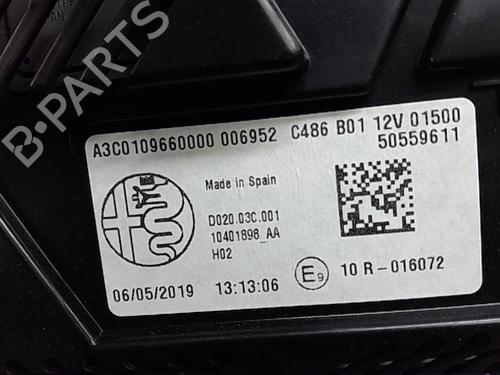 A3C0109660000 006952 C486 B01 12V 01500
50559611
Made in Spain
D020.03C.001
10401898_AA
H02
06/05/2019 13:13:06 E9 10 R-016072
B-PARTS